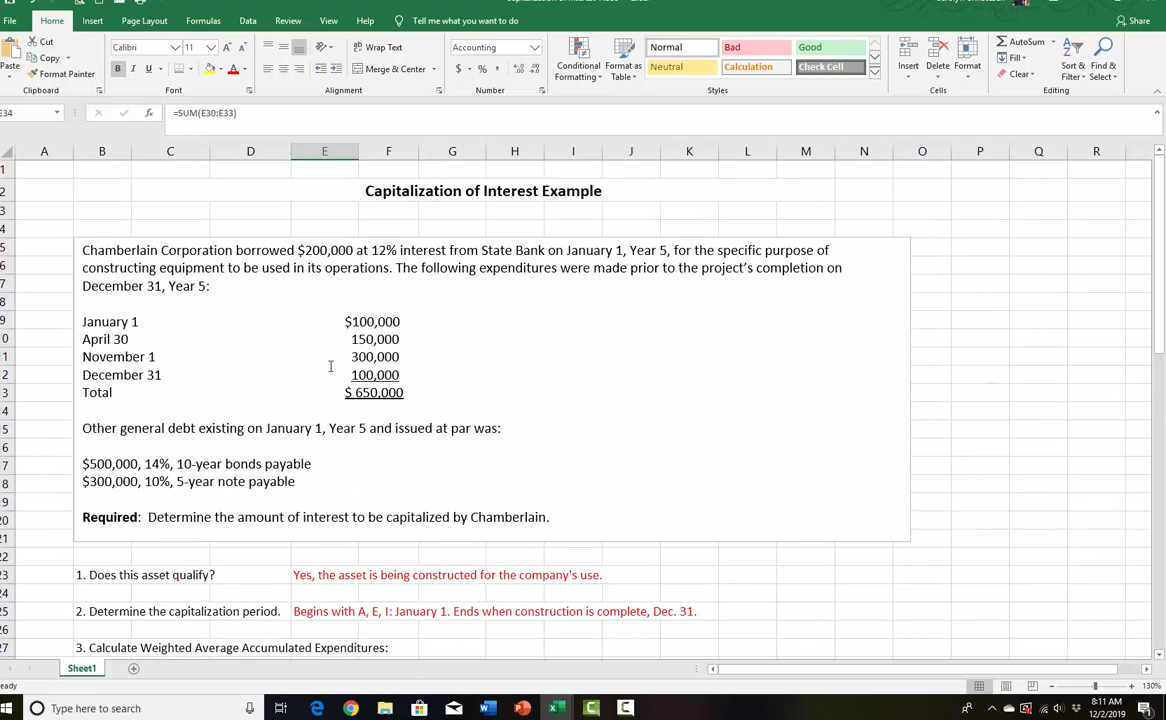 File Home Insert Page Layout Formulas Data Review View Help Tell me what you want to do Share
Cut
Copy
Format Painter
Paste
Calibri 11
B I U
Wrap Text
Merge & Center
Accounting
$ % ,
Conditional Formatting
Format as Table
Normal Bad Good
Neutral Calculation Check Cell
Insert Delete Format
AutoSum
Fill
Clear
Sort & Filter
Find & Select
Clipboard Font Alignment Number Styles Cells Editing
E34 fx =SUM(E30:E33)
A B C D E F G H I J K L M N O P Q R
Capitalization of Interest Example
Chamberlain Corporation borrowed $200,000 at 12% interest from State Bank on January 1, Year 5, for the specific purpose of
constructing equipment to be used in its operations. The following expenditures were made prior to the project's completion on
December 31, Year 5:
January 1 $100,000
April 30 150,000
November 1 300,000
December 31 100,000
Total $ 650,000
Other general debt existing on January 1, Year 5 and issued at par was:
$500,000, 14%, 10-year bonds payable
$300,000, 10%, 5-year note payable
Required: Determine the amount of interest to be capitalized by Chamberlain.
1. Does this asset qualify? Yes, the asset is being constructed for the company's use.
2. Determine the capitalization period. Begins with A, E, I: January 1. Ends when construction is complete, Dec. 31.
3. Calculate Weighted Average Accumulated Expenditures:
Sheet1
130%
Type here to search
8:11 AM
12/2/2019